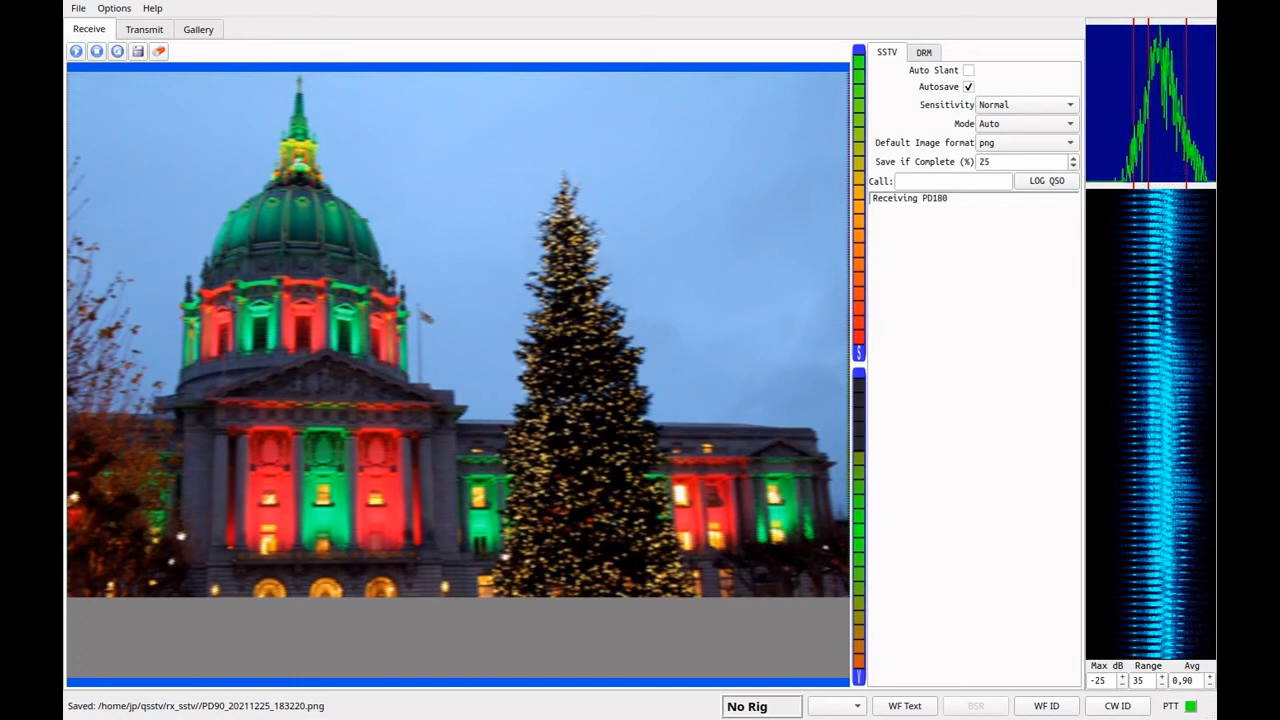 File Options Help
Receive Transmit Gallery
SSTV DRM
Auto Slant
Autosave
Sensitivity Normal
Mode Auto
Default Image format png
Save if Complete (%) 25
Call: LOG QSO
Receiving PD180
S
V
Max dB Range Avg
-25 35 0,90
Saved: /home/jp/qsstv/rx_sstv//PD90_20211225_183220.png No Rig WF Text BSR WF ID CW ID PTT